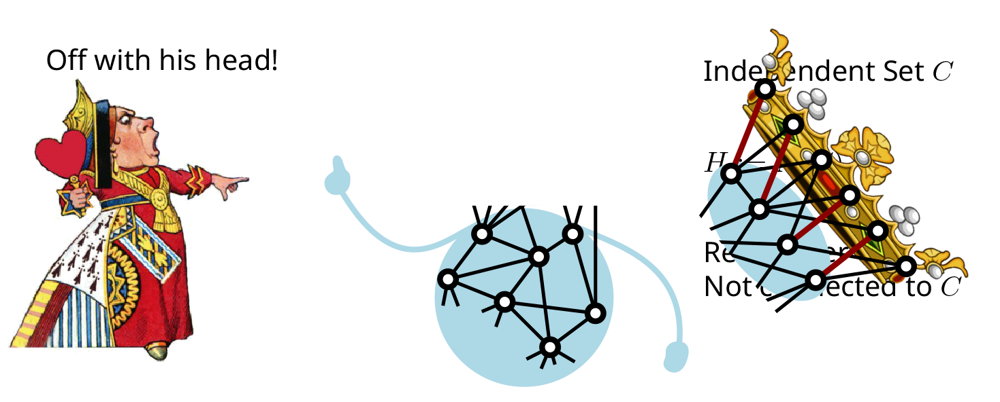 Off with his head!
Independent Set C
H :=
Not connected to C